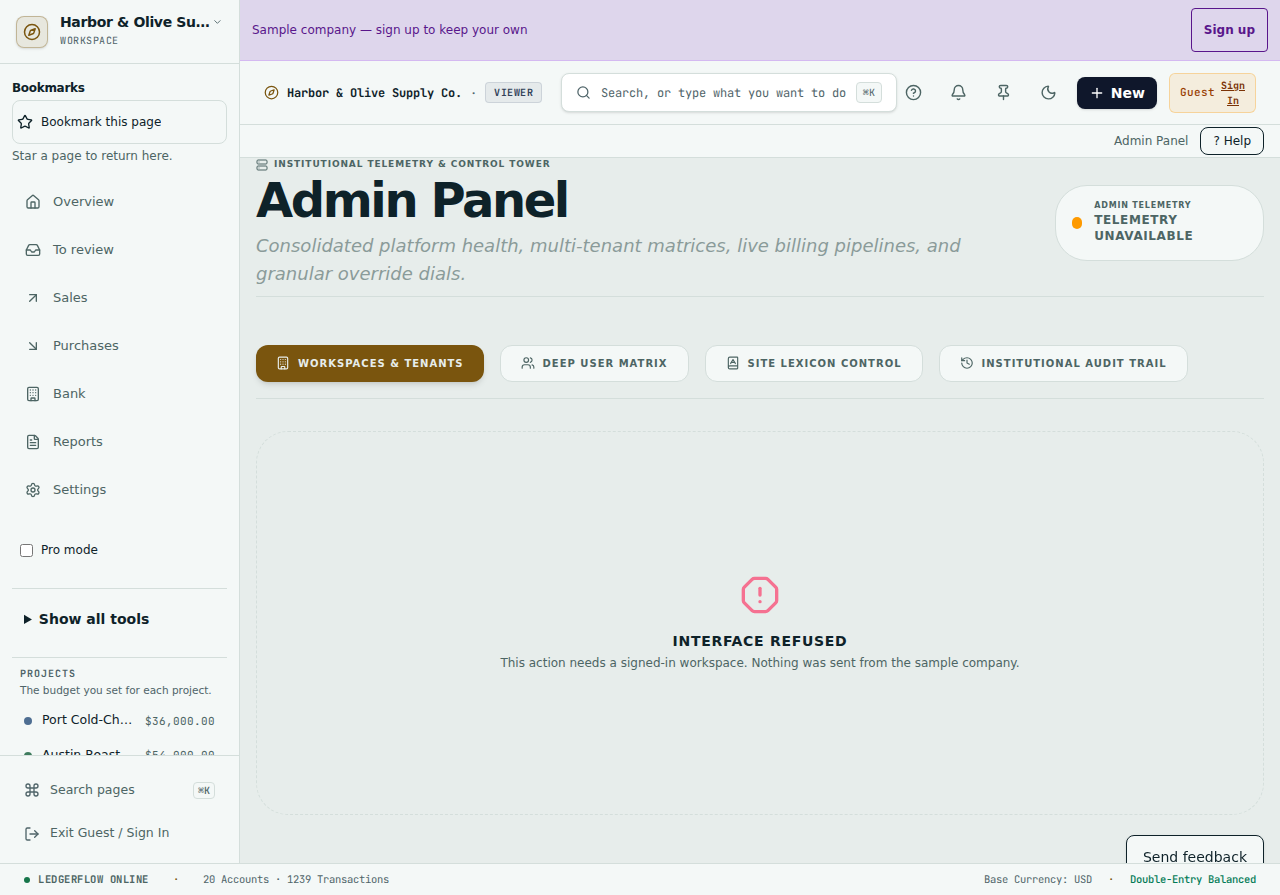 Harbor & Olive Su...
WORKSPACE
Bookmarks
Bookmark this page
Star a page to return here.
Overview
To review
Sales
Purchases
Bank
Reports
Settings
Pro mode
Show all tools
PROJECTS
The budget you set for each project.
Port Cold-Ch... $36,000.00
Austin Roast... $54,000.00
Search pages ⌘K
Exit Guest / Sign In
Sample company — sign up to keep your own
Sign up
Harbor & Olive Supply Co. · VIEWER
Search, or type what you want to do ⌘K
New
Guest Sign
In
Admin Panel
? Help
INSTITUTIONAL TELEMETRY & CONTROL TOWER
Admin Panel
Consolidated platform health, multi-tenant matrices, live billing pipelines, and
granular override dials.
ADMIN TELEMETRY
TELEMETRY
UNAVAILABLE
WORKSPACES & TENANTS
DEEP USER MATRIX
SITE LEXICON CONTROL
INSTITUTIONAL AUDIT TRAIL
INTERFACE REFUSED
This action needs a signed-in workspace. Nothing was sent from the sample company.
Send feedback
LEDGERFLOW ONLINE · 20 Accounts · 1239 Transactions
Base Currency: USD · Double-Entry Balanced